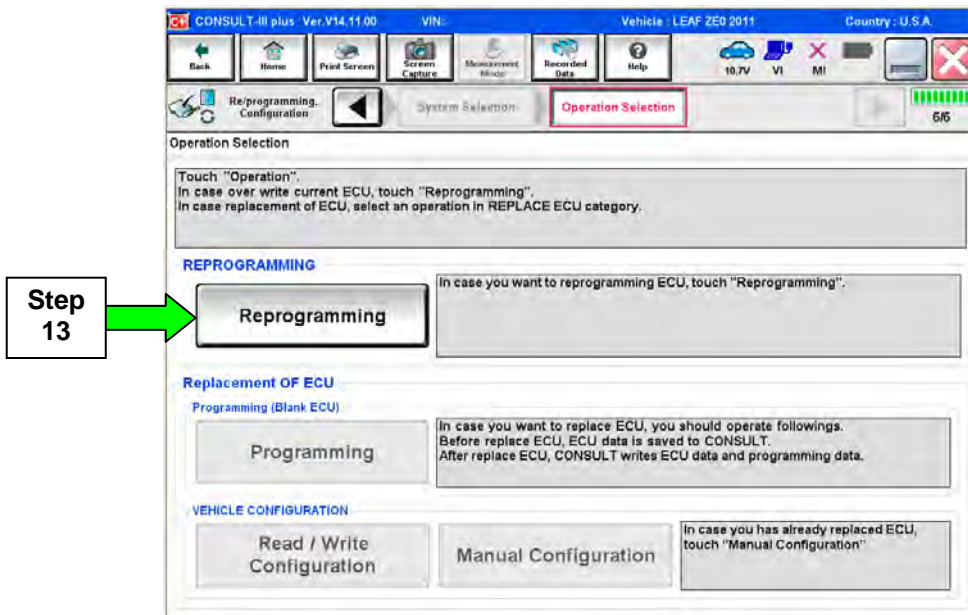 CONSULT-III plus Ver.V14.11.00 VIN: Vehicle : LEAF ZE0 2011 Country : U.S.A.
Back Home Print Screen Screen Capture Measurement Mode Recorded Data Help 10.7V VI MI
Re/programming, Configuration System Selection Operation Selection 6/6
Operation Selection
Touch "Operation".
In case over write current ECU, touch "Reprogramming".
In case replacement of ECU, select an operation in REPLACE ECU category.
REPROGRAMMING
Step
13
Reprogramming
In case you want to reprogramming ECU, touch "Reprogramming".
Replacement OF ECU
Programming (Blank ECU)
Programming
In case you want to replace ECU, you should operate followings.
Before replace ECU, ECU data is saved to CONSULT.
After replace ECU, CONSULT writes ECU data and programming data.
VEHICLE CONFIGURATION
Read / Write
Configuration
Manual Configuration
In case you has already replaced ECU,
touch "Manual Configuration"